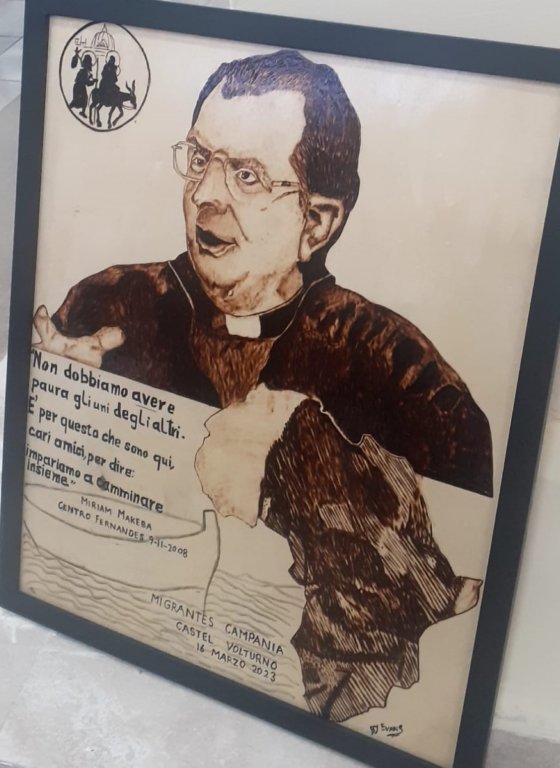 "Non dobbiamo avere
paura gli uni degli altri.
E' per questo che sono qui,
cari amici, per dire:
impariamo a camminare
insieme"
MIRIAM MAKEBA
CENTRO FERNANDES 9-11-2008
MIGRANTES CAMPANIA
CASTEL VOLTURNO
16 MARZO 2023
EVANS